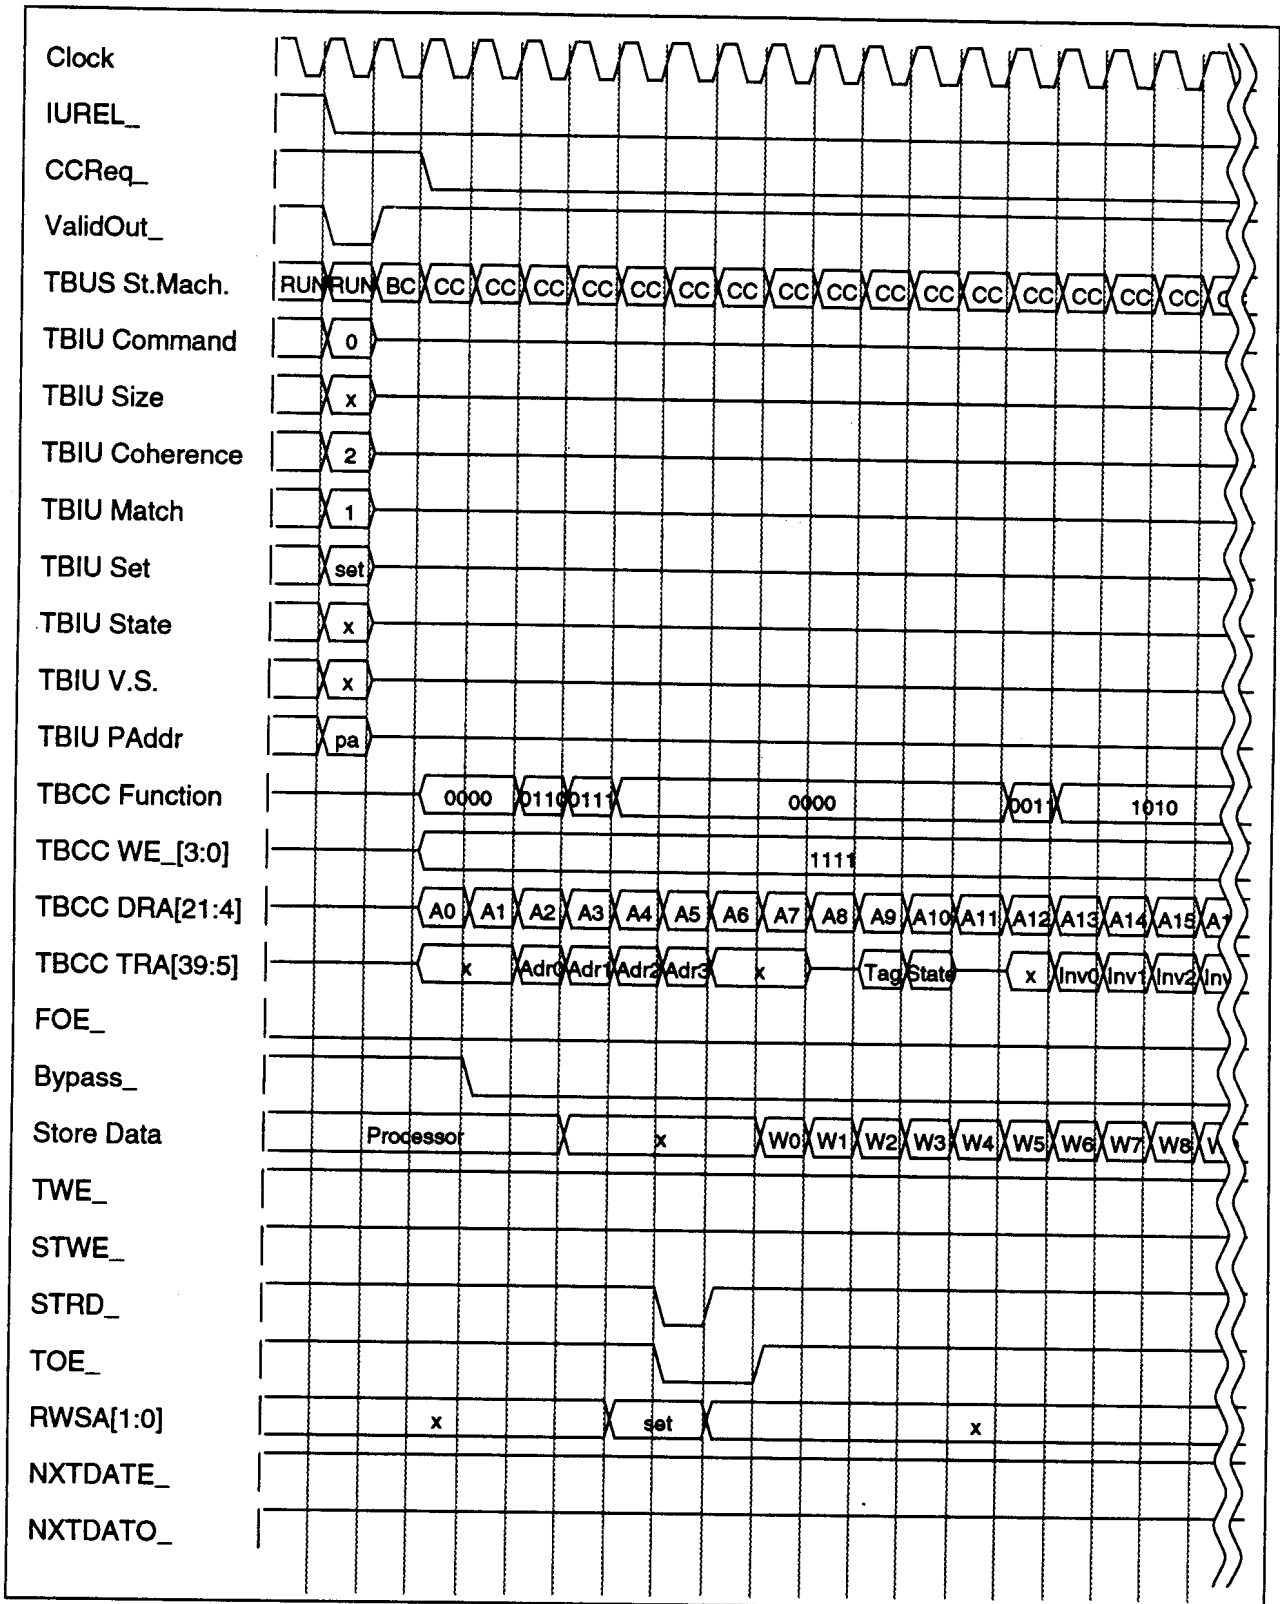 Clock
IUREL_
CCReq_
ValidOut_
TBUS St.Mach. RUN RUN BC CC CC CC CC CC CC CC CC CC CC CC CC CC CC CC CC
TBIU Command 0
TBIU Size x
TBIU Coherence 2
TBIU Match 1
TBIU Set set
TBIU State x
TBIU V.S. x
TBIU PAddr pa
TBCC Function 0000 0110 0111 0000 0011 1010
TBCC WE_[3:0] 1111
TBCC DRA[21:4] A0 A1 A2 A3 A4 A5 A6 A7 A8 A9 A10 A11 A12 A13 A14 A15 A1
TBCC TRA[39:5] x Adr0 Adr1 Adr2 Adr3 x Tag State x Inv0 Inv1 Inv2 Inv
FOE_
Bypass_
Store Data Processor x W0 W1 W2 W3 W4 W5 W6 W7 W8
TWE_
STWE_
STRD_
TOE_
RWSA[1:0] x set x
NXTDATE_
NXTDATO_